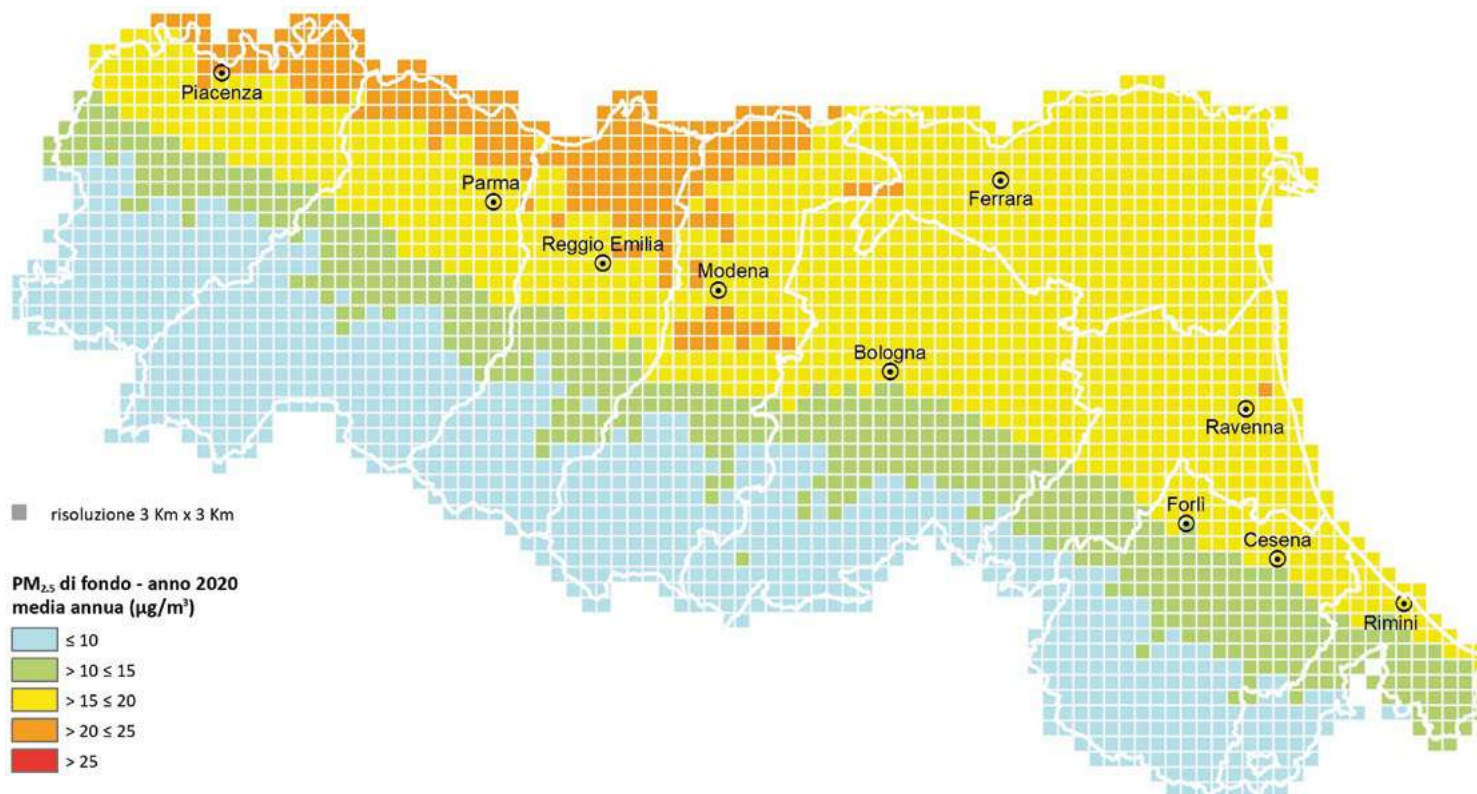 Piacenza
Parma
Ferrara
Reggio Emilia
Modena
Bologna
Ravenna
Forlì
Cesena
Rimini
risoluzione 3 Km x 3 Km
PM2.5 di fondo - anno 2020
media annua (µg/m³)
≤ 10
> 10 ≤ 15
> 15 ≤ 20
> 20 ≤ 25
> 25